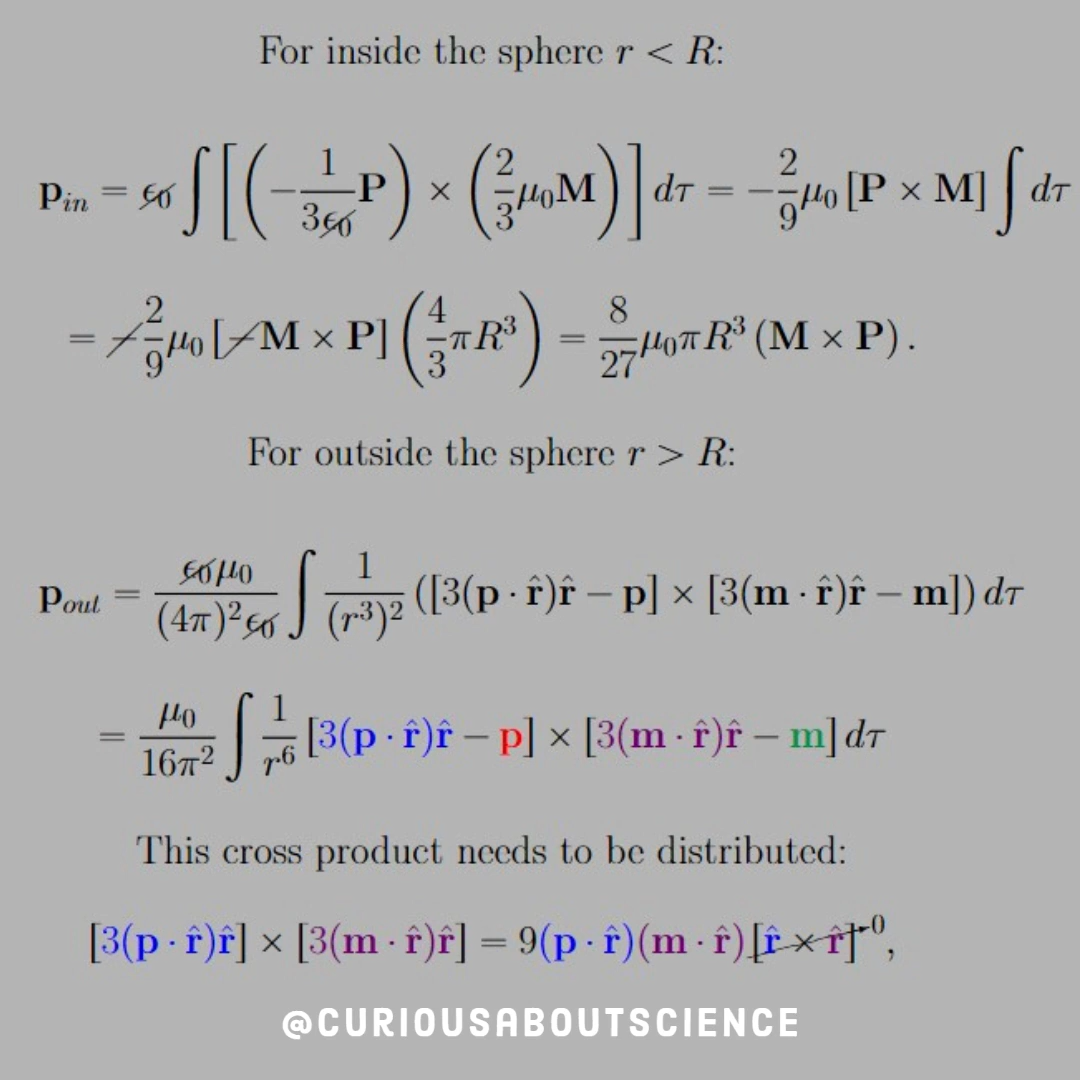 For inside the sphere r < R:
p_in = ϵ0 ∫ [ ( −1/(3ϵ0) P ) × ( 2/3 μ0 M ) ] dτ = −2/9 μ0 [P × M] ∫ dτ
= −2/9 μ0 [−M × P] ( 4/3 πR³ ) = 8/27 μ0πR³ (M × P).
For outside the sphere r > R:
p_out = ϵ0μ0/((4π)²ϵ0) ∫ 1/(r³)² ([3(p · r̂)r̂ − p] × [3(m · r̂)r̂ − m]) dτ
= μ0/(16π²) ∫ 1/r⁶ [3(p · r̂)r̂ − p] × [3(m · r̂)r̂ − m] dτ
This cross product needs to be distributed:
[3(p · r̂)r̂] × [3(m · r̂)r̂] = 9(p · r̂)(m · r̂)[r̂ × r̂]→0,
@CURIOUSABOUTSCIENCE